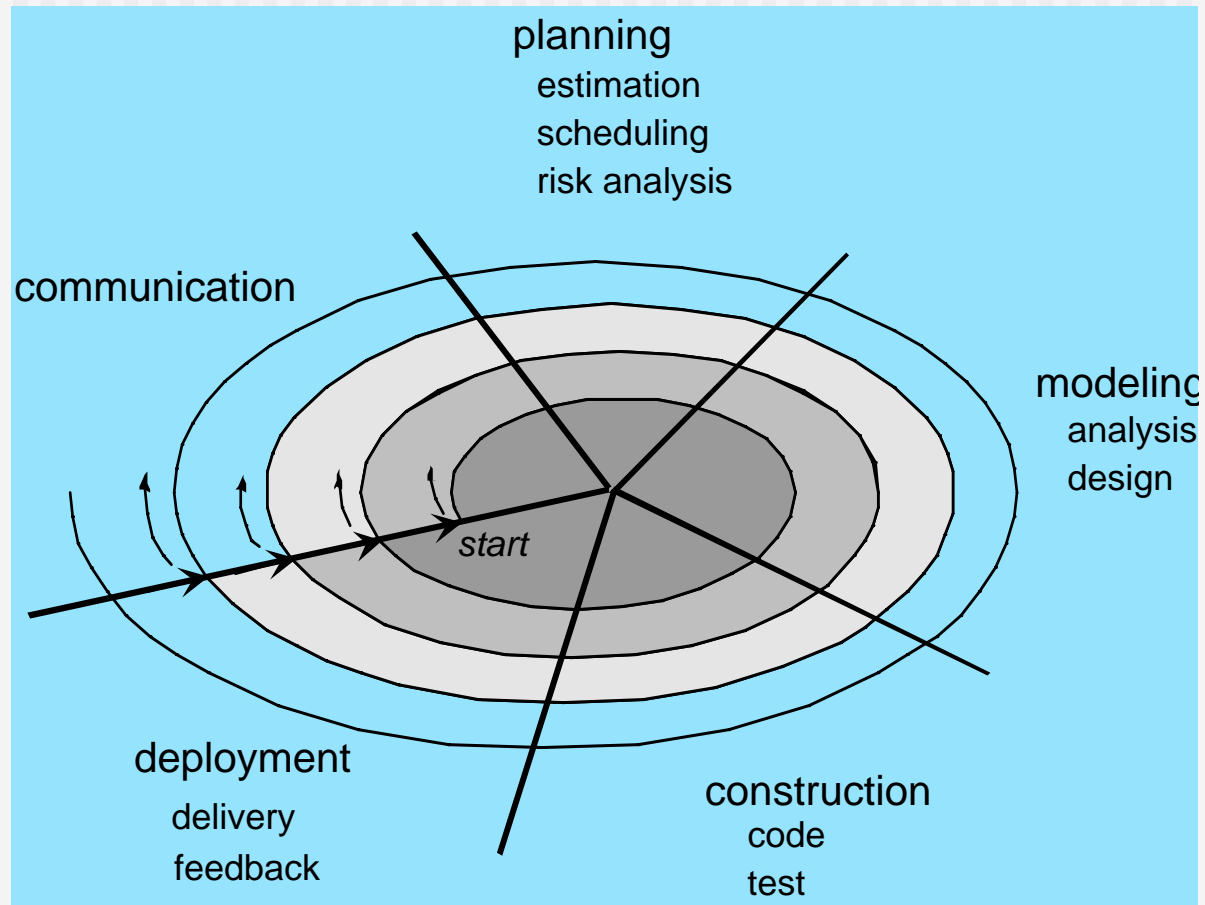 planning
estimation
scheduling
risk analysis
communication
modeling
analysis
design
start
deployment
delivery
feedback
construction
code
test